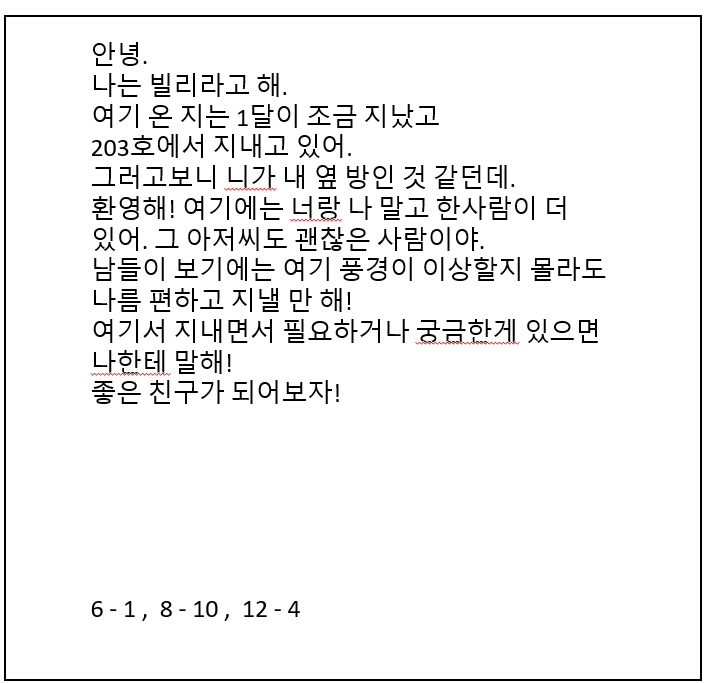 안녕.
나는 빌리라고 해.
여기 온 지는 1달이 조금 지났고
203호에서 지내고 있어.
그러고보니 니가 내 옆 방인 것 같던데.
환영해! 여기에는 너랑 나 말고 한사람이 더
있어. 그 아저씨도 괜찮은 사람이야.
남들이 보기에는 여기 풍경이 이상할지 몰라도
나름 편하고 지낼 만 해!
여기서 지내면서 필요하거나 궁금한게 있으면
나한테 말해!
좋은 친구가 되어보자!
6 - 1 ,  8 - 10 ,  12 - 4